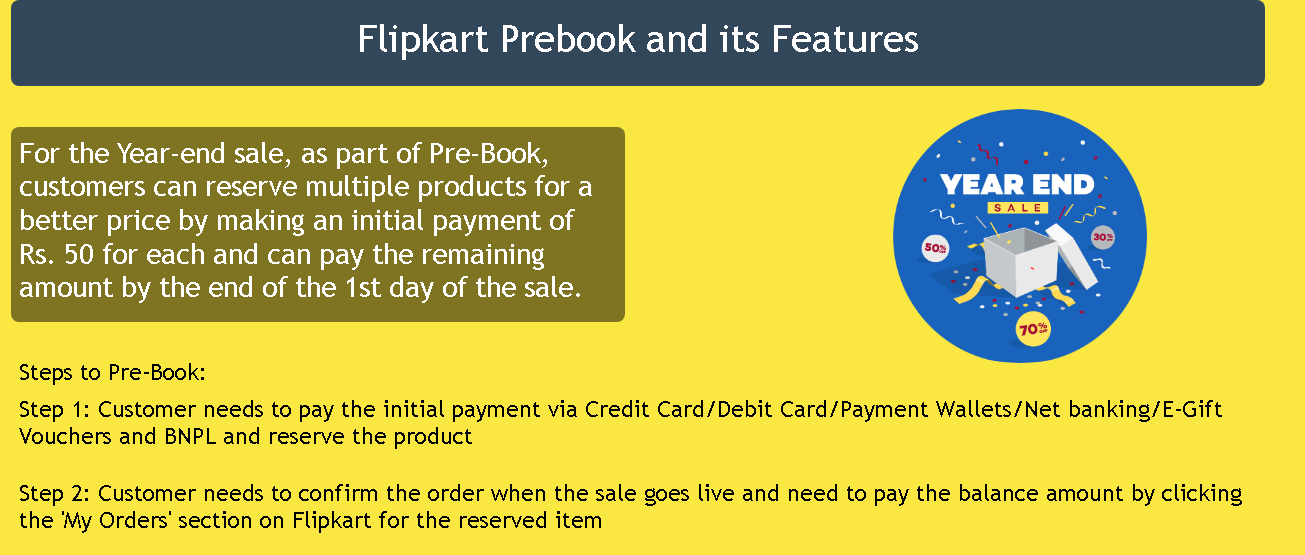 Flipkart Prebook and its Features
For the Year-end sale, as part of Pre-Book,
customers can reserve multiple products for a
better price by making an initial payment of
Rs. 50 for each and can pay the remaining
amount by the end of the 1st day of the sale.
YEAR END
SALE
50%
30%
70%
Steps to Pre-Book:
Step 1: Customer needs to pay the initial payment via Credit Card/Debit Card/Payment Wallets/Net banking/E-Gift
Vouchers and BNPL and reserve the product
Step 2: Customer needs to confirm the order when the sale goes live and need to pay the balance amount by clicking
the 'My Orders' section on Flipkart for the reserved item